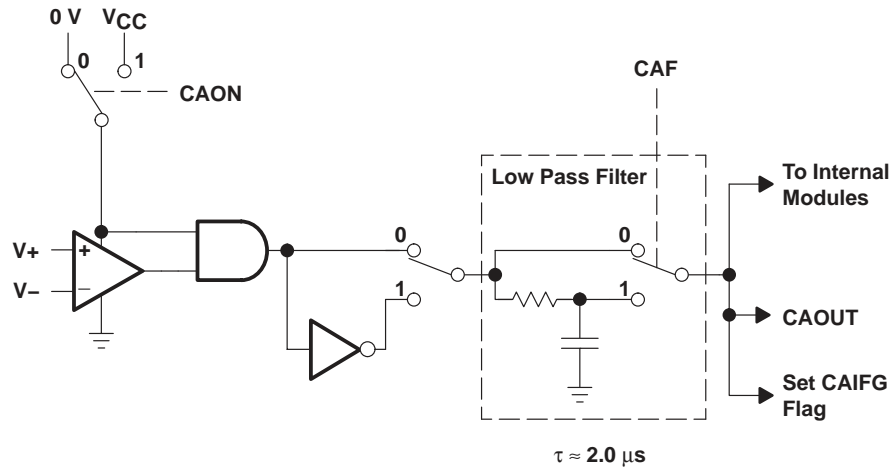 0 V VCC
0 1
CAON
CAF
Low Pass Filter
To Internal
Modules
0 0
V+ +
V− −
1 1
CAOUT
Set CAIFG
Flag
τ ≈ 2.0 μs